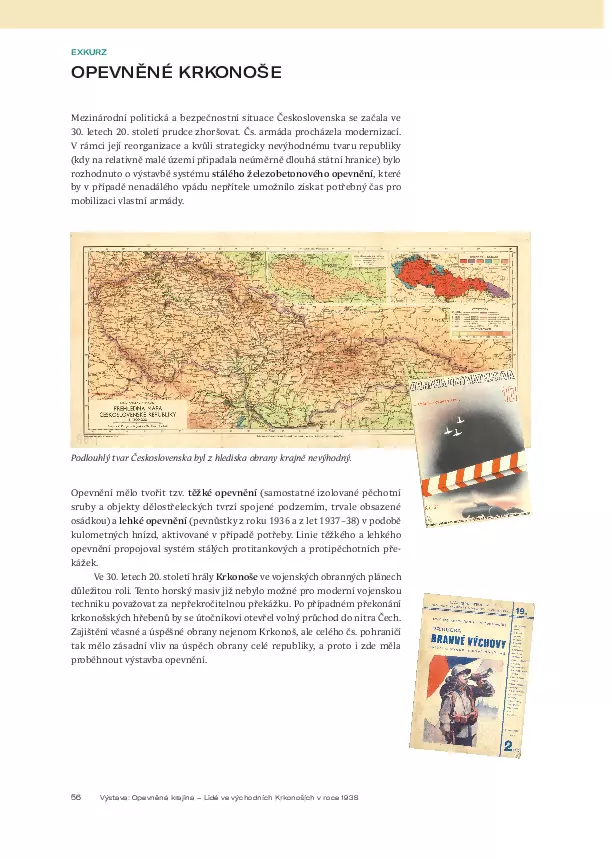 EXKURZ
OPEVNĚNÉ KRKONOŠE
Mezinárodní politická a bezpečnostní situace Československa se začala ve
30. letech 20. století prudce zhoršovat. Čs. armáda procházela modernizací.
V rámci její reorganizace a kvůli strategicky nevýhodnému tvaru republiky
(kdy na relativně malé území připadala neúměrně dlouhá státní hranice) bylo
rozhodnuto o výstavbě systému stálého železobetonového opevnění, které
by v případě nenadálého vpádu nepřítele umožnilo získat potřebný čas pro
mobilizaci vlastní armády.
PŘEHLEDNÁ MAPA
ČESKOSLOVENSKÉ REPUBLIKY
Podlouhlý tvar Československa byl z hlediska obrany krajně nevýhodný.
Opevnění mělo tvořit tzv. těžké opevnění (samostatné izolované pěchotní
sruby a objekty dělostřeleckých tvrzí spojené podzemím, trvale obsazené
osádkou) a lehké opevnění (pevnůstky z roku 1936 a z let 1937–38) v podobě
kulometných hnízd, aktivované v případě potřeby. Linie těžkého a lehkého
opevnění propojoval systém stálých protitankových a protipěchotních pře-
kážek.
Ve 30. letech 20. století hrály Krkonoše ve vojenských obranných plánech
důležitou roli. Tento horský masiv již nebylo možné pro moderní vojenskou
techniku považovat za nepřekročitelnou překážku. Po případném překonání
krkonošských hřebenů by se útočníkovi otevřel volný průchod do nitra Čech.
Zajištění včasné a úspěšné obrany nejenom Krkonoš, ale celého čs. pohraničí
tak mělo zásadní vliv na úspěch obrany celé republiky, a proto i zde měla
proběhnout výstavba opevnění.
19.
BRANNÉ VÝCHOVY
2
56 Výstava: Opevněná krajina – Lidé ve východních Krkonoších v roce 1938